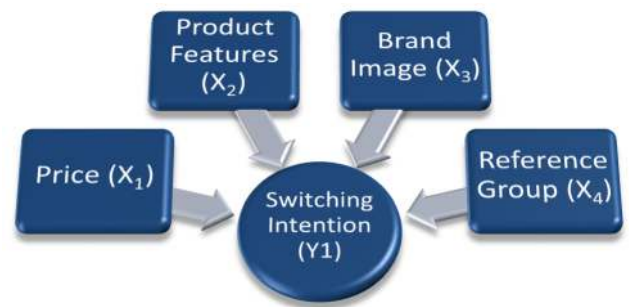 Product
Features
(X₂)
Brand
Image (X₃)
Price (X₁)
Reference
Group (X₄)
Switching
Intention
(Y1)